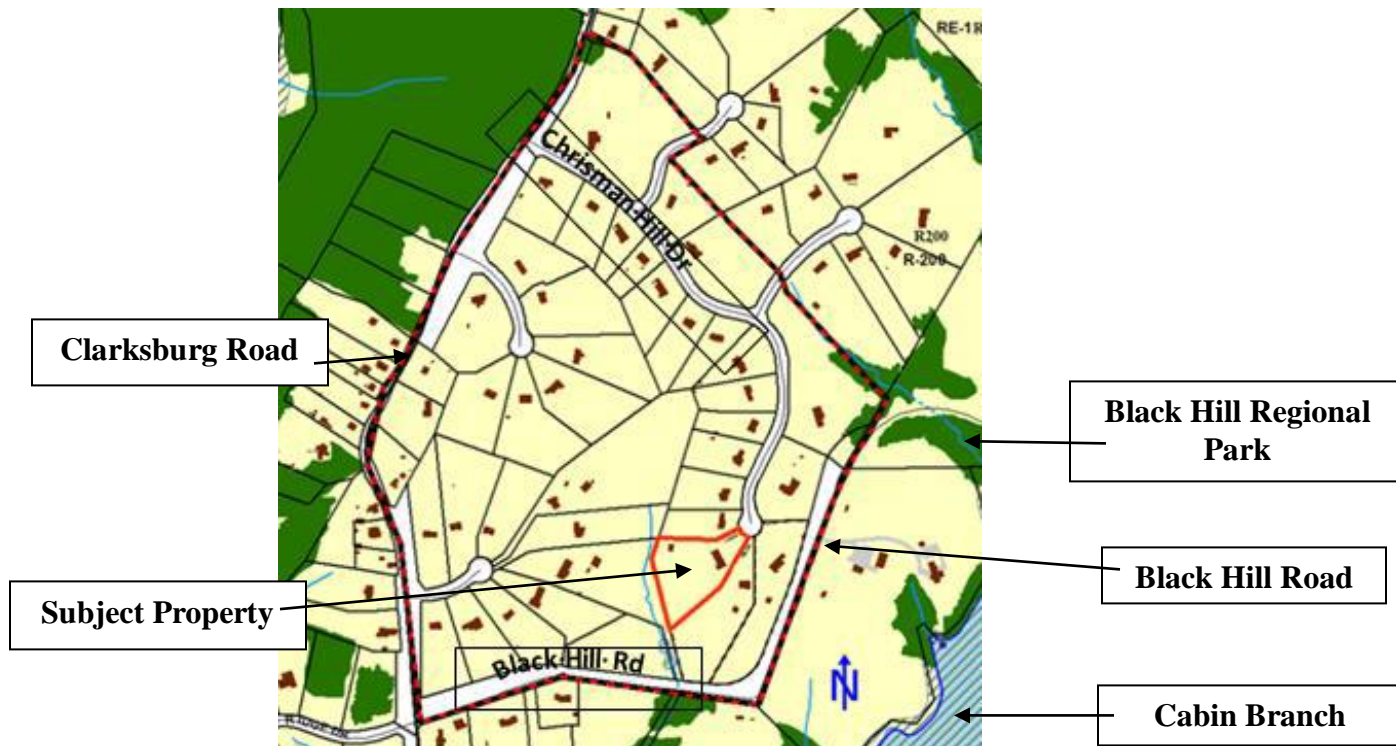 RE-1
Chrisman Hill Dr
R200
R-200
Clarksburg Road
Black Hill Regional
Park
Black Hill Road
Subject Property
Black Hill Rd
N
Cabin Branch